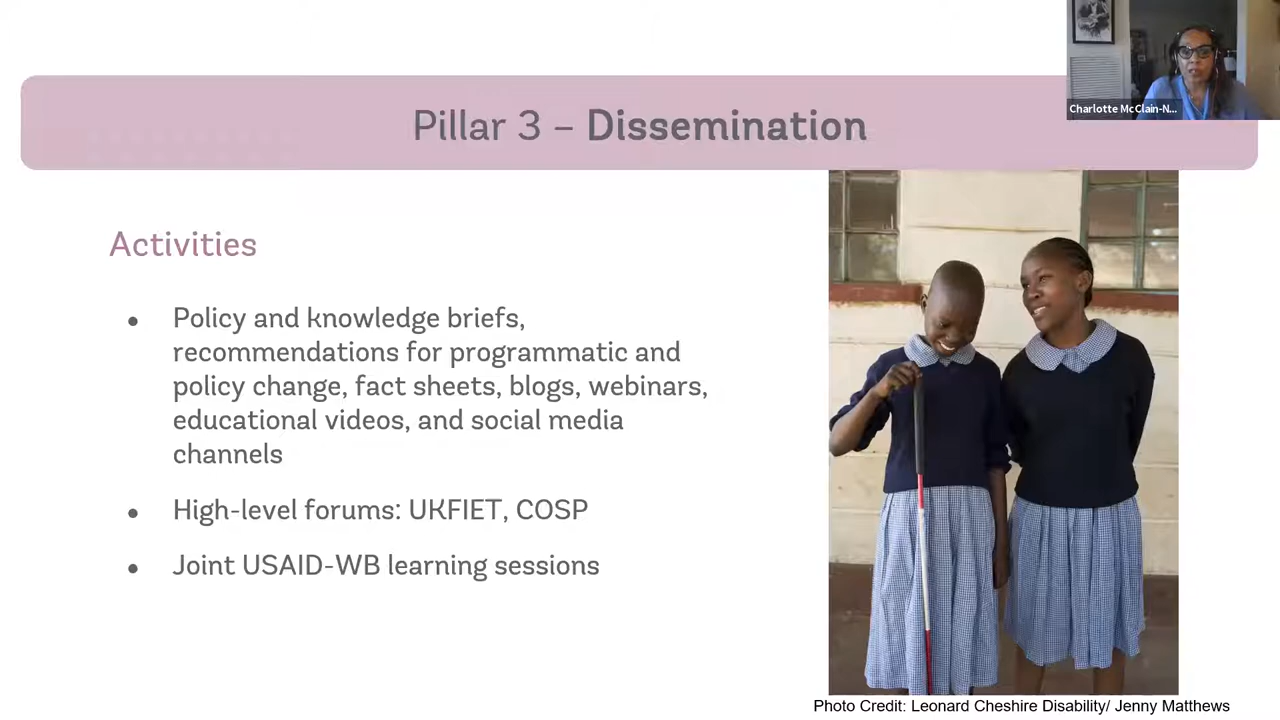 Charlotte McClain-N...
Pillar 3 – Dissemination
Activities
• Policy and knowledge briefs,
recommendations for programmatic and
policy change, fact sheets, blogs, webinars,
educational videos, and social media
channels
• High-level forums: UKFIET, COSP
• Joint USAID-WB learning sessions
Photo Credit: Leonard Cheshire Disability/ Jenny Matthews